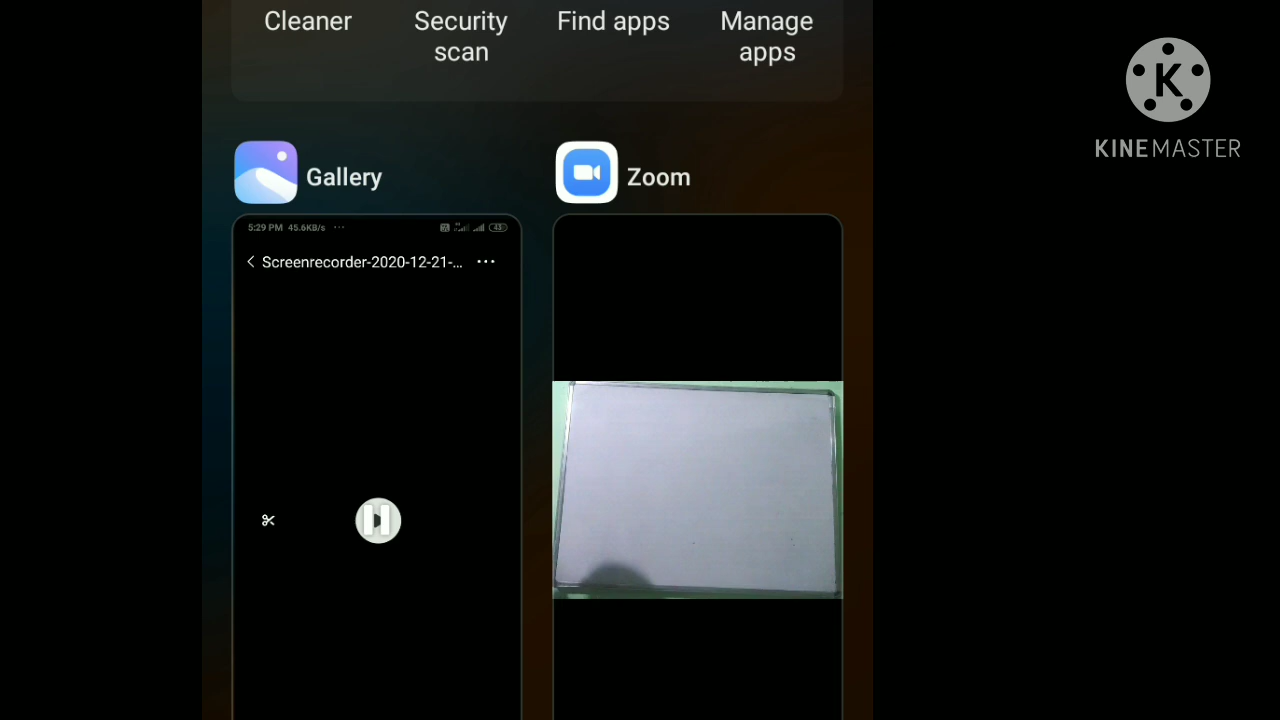 Cleaner
Security
scan
Find apps
Manage
apps
K
KINEMASTER
Gallery
Zoom
5:29 PM 45.6KB/s ...
43
Screenrecorder-2020-12-21-...